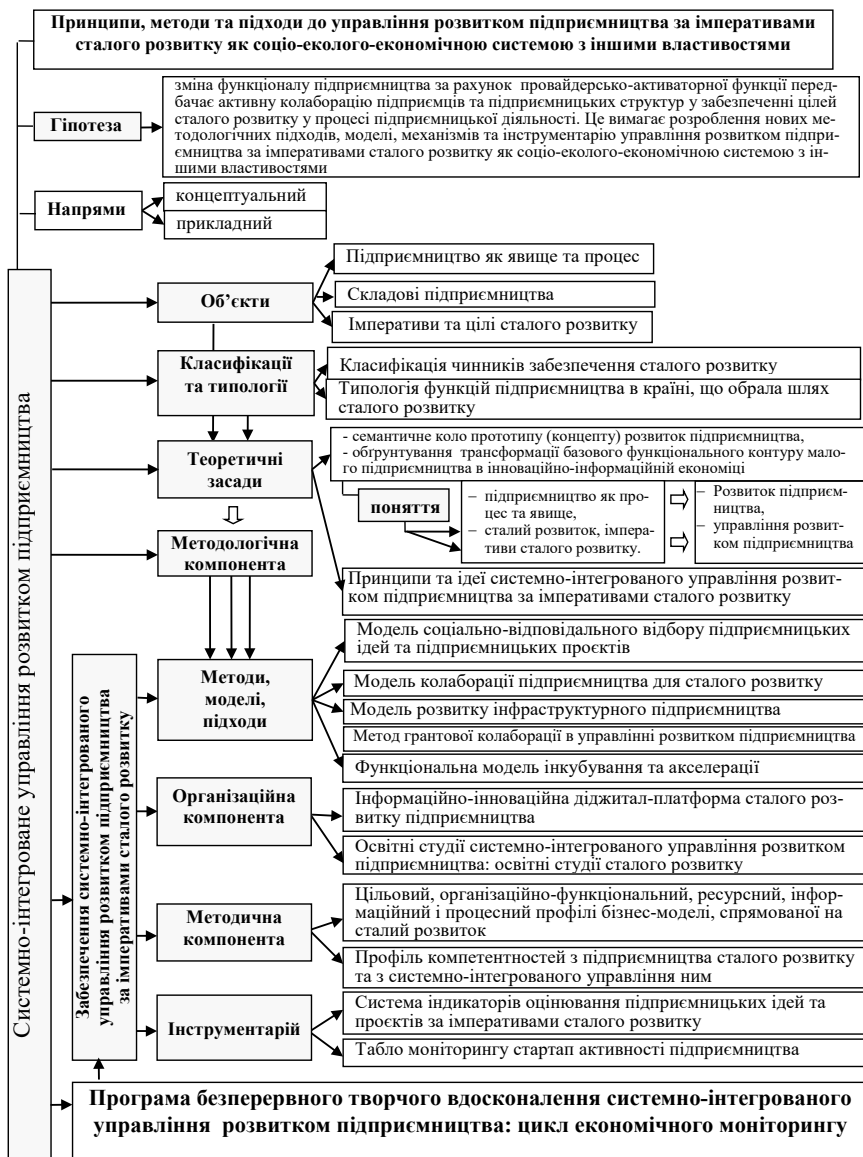 Принципи, методи та підходи до управління розвитком підприємництва за імперативами
сталого розвитку як соціо-еколого-економічною системою з іншими властивостями
Гіпотеза
зміна функціоналу підприємництва за рахунок провайдерсько-активаторної функції перед-
бачає активну колаборацію підприємців та підприємницьких структур у забезпеченні цілей
сталого розвитку у процесі підприємницької діяльності. Це вимагає розроблення нових ме-
тодологічних підходів, моделі, механізмів та інструментарію управління розвитком підпри-
ємництва за імперативами сталого розвитку як соціо-еколого-економічною системою з ін-
шими властивостями
Напрями
концептуальний
прикладний
Системно-інтегроване управління розвитком підприємництва
Об’єкти
Підприємництво як явище та процес
Складові підприємництва
Імперативи та цілі сталого розвитку
Класифікації
та типології
Класифікація чинників забезпечення сталого розвитку
Типологія функцій підприємництва в країні, що обрала шлях
сталого розвитку
Теоретичні
засади
- семантичне коло прототипу (концепту) розвиток підприємництва,
- обґрунтування трансформації базового функціонального контуру мало-
го підприємництва в інноваційно-інформаційній економіці
поняття
– підприємництво як про-
цес та явище,
– сталий розвиток, імпе-
ративи сталого розвитку.
– Розвиток підприєм-
ництва,
– управління розвит-
ком підприємництва
Методологічна
компонента
Принципи та ідеї системно-інтегрованого управління розвит-
ком підприємництва за імперативами сталого розвитку
Забезпечення системно-інтегрованого
управління розвитком підприємництва
за імперативами сталого розвитку
Методи,
моделі,
підходи
Модель соціально-відповідального відбору підприємницьких
ідей та підприємницьких проєктів
Модель колаборації підприємництва для сталого розвитку
Модель розвитку інфраструктурного підприємництва
Метод грантової колаборації в управлінні розвитком підприємництва
Функціональна модель інкубування та акселерації
Організаційна
компонента
Інформаційно-інноваційна діджитал-платформа сталого роз-
витку підприємництва
Освітні студії системно-інтегрованого управління розвитком
підприємництва: освітні студії сталого розвитку
Методична
компонента
Цільовий, організаційно-функціональний, ресурсний, інфор-
маційний і процесний профілі бізнес-моделі, спрямованої на
сталий розвиток
Профіль компетентностей з підприємництва сталого розвитку
та з системно-інтегрованого управління ним
Інструментарій
Система індикаторів оцінювання підприємницьких ідей та
проєктів за імперативами сталого розвитку
Табло моніторингу стартап активності підприємництва
Програма безперервного творчого вдосконалення системно-інтегрованого
управління розвитком підприємництва: цикл економічного моніторингу